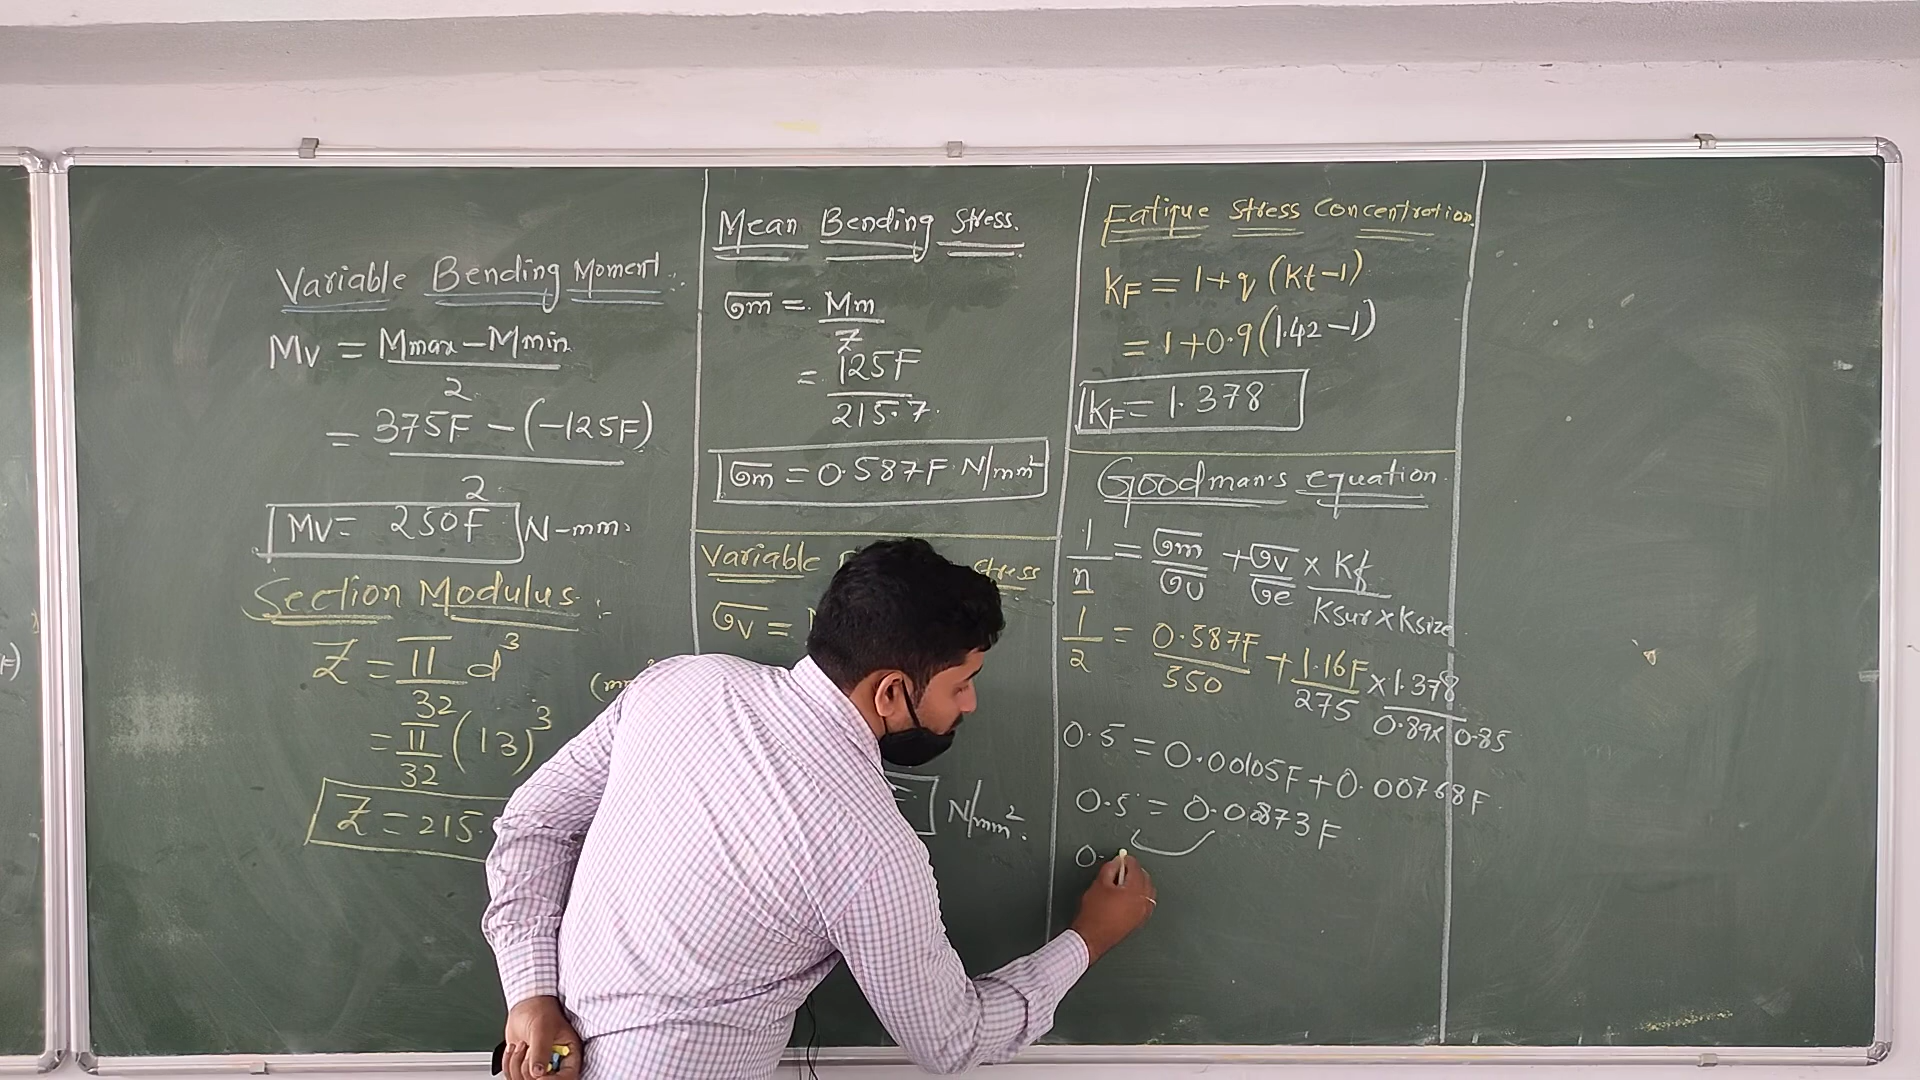 Variable Bending Moment :
Mv = Mmax - Mmin
2
= 375F - (-125F)
2
Mv = 250F N-mm.
Section Modulus :
Z = π d³
32
= π (13)³
32
Z = 215.
Mean Bending Stress.
σm = Mm
Z
= 125F
215.7.
σm = 0.587F N/mm²
Variable Stress
σv =
N/mm².
Fatique Stress Concentration.
KF = 1+q (Kt-1)
= 1+0.9(1.42-1)
KF = 1.378
Goodman's equation.
1 = σm + σv × Kf
n σu σe Ksur × Ksize
1 = 0.587F + 1.16F × 1.378
2 550 275 0.89 × 0.85
0.5 = 0.00105F + 0.00768F
0.5 = 0.00873F
0.